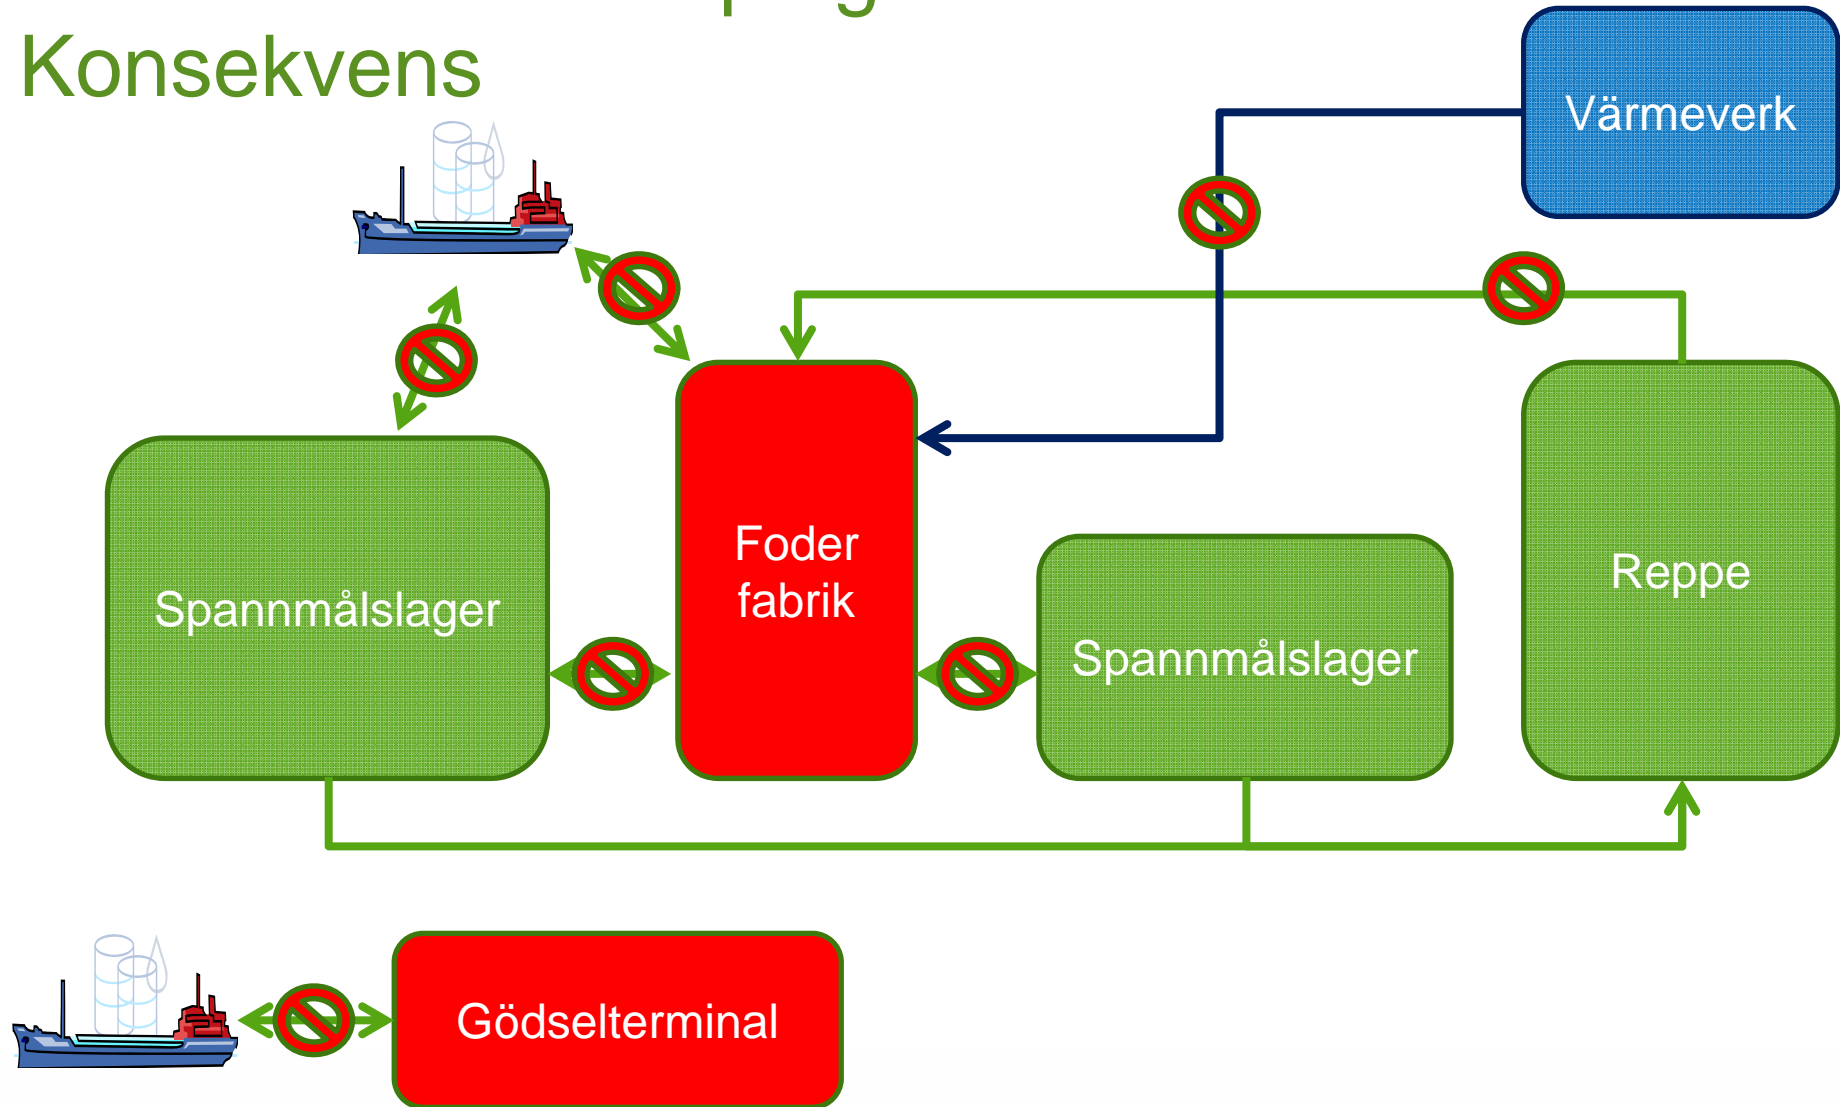 Konsekvens
Värmeverk
Foder
fabrik
Reppe
Spannmålslager
Spannmålslager
Gödselterminal